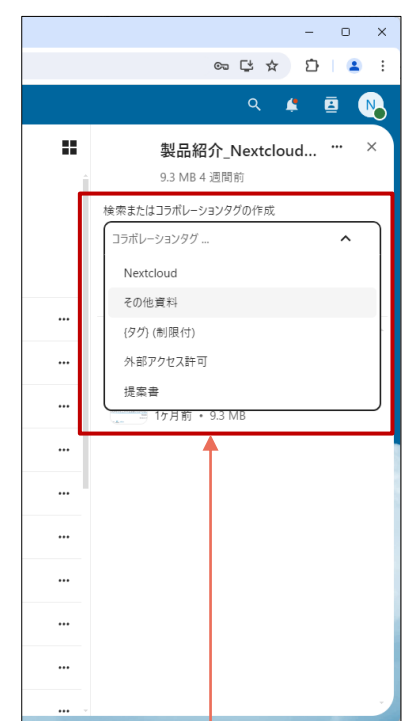 N
製品紹介_Nextcloud...
9.3 MB 4 週間前
検索またはコラボレーションタグの作成
コラボレーションタグ ...
Nextcloud
その他資料
{タグ} (制限付)
外部アクセス許可
提案書
1ヶ月前 • 9.3 MB